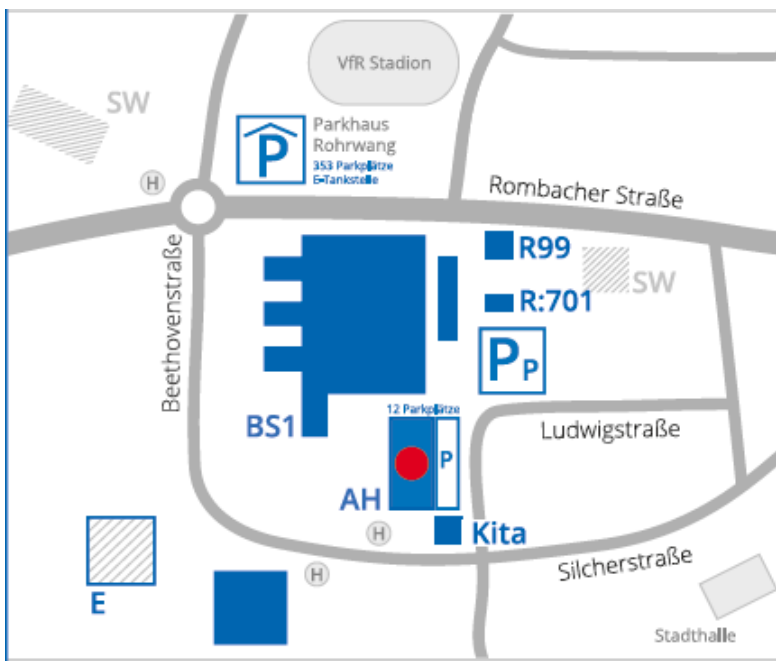 VfR Stadion
SW
P
Parkhaus
Rohrwang
353 Parkplätze
E-Tankstelle
H
Rombacher Straße
R99
SW
R:701
Beethovenstraße
PP
12 Parkplätze
BS1
Ludwigstraße
P
AH
Kita
H
Silcherstraße
H
E
Stadthalle